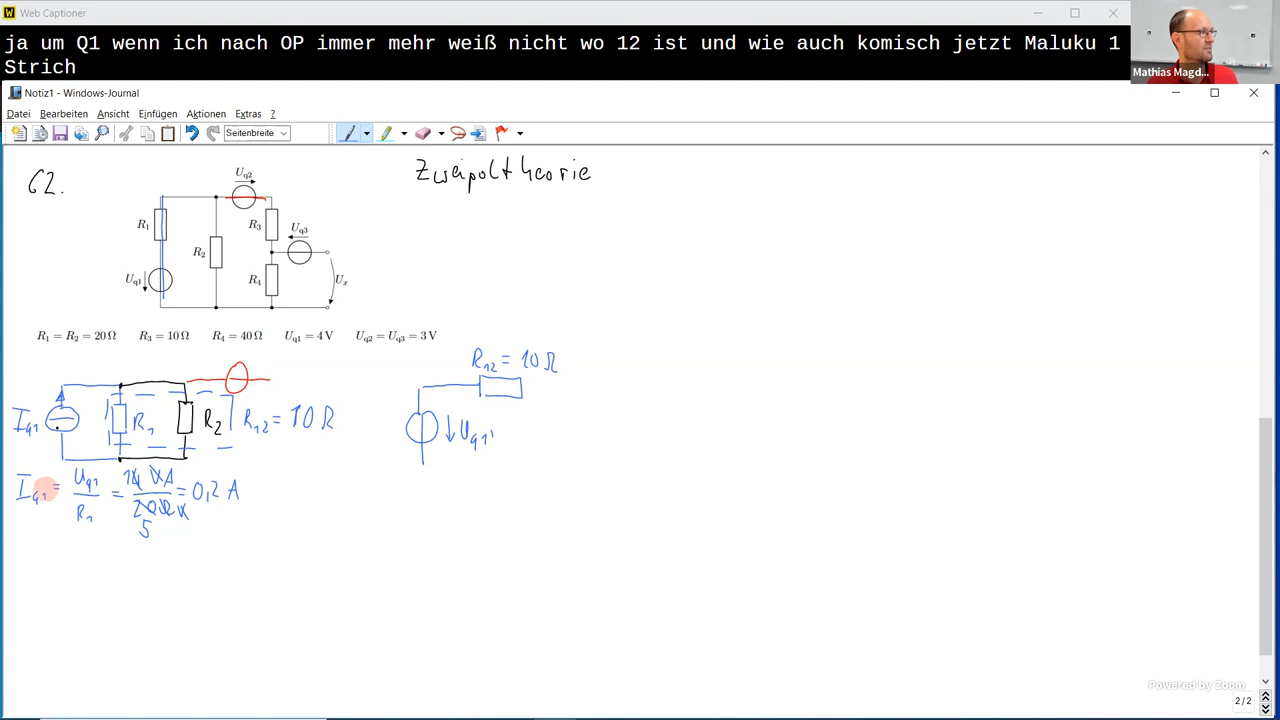 Web Captioner
ja um Q1 wenn ich nach OP immer mehr weiß nicht wo 12 ist und wie auch komisch jetzt Maluku 1
Strich
Mathias Magd...
Notiz1 - Windows-Journal
Datei Bearbeiten Ansicht Einfügen Aktionen Extras ?
Seitenbreite
62. Zweipoltheorie
Uq2
R1 R3 Uq3
R2
Uq1 R4 Ux
R1 = R2 = 20 Ω R3 = 10 Ω R4 = 40 Ω Uq1 = 4 V Uq2 = Uq3 = 3 V
R12 = 10 Ω
Iq1 R1 R2 R12 = 10 Ω Uq1'
Iq1 = Uq1 / R1 = 0,2 A
5
Powered by Zoom
2 / 2